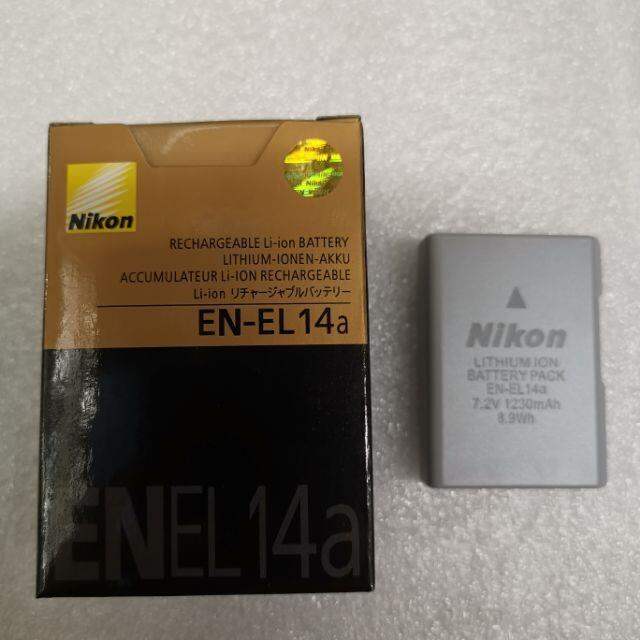 Nikon
Nikon
RECHARGEABLE Li-ion BATTERY
LITHIUM-IONEN-AKKU
ACCUMULATEUR Li-ION RECHARGEABLE
Li-ion リチャージャブルバッテリー
EN-EL14a
ENEL14a
Nikon
LITHIUM ION
BATTERY PACK
EN-EL14a
7.2V 1230mAh
8.9Wh